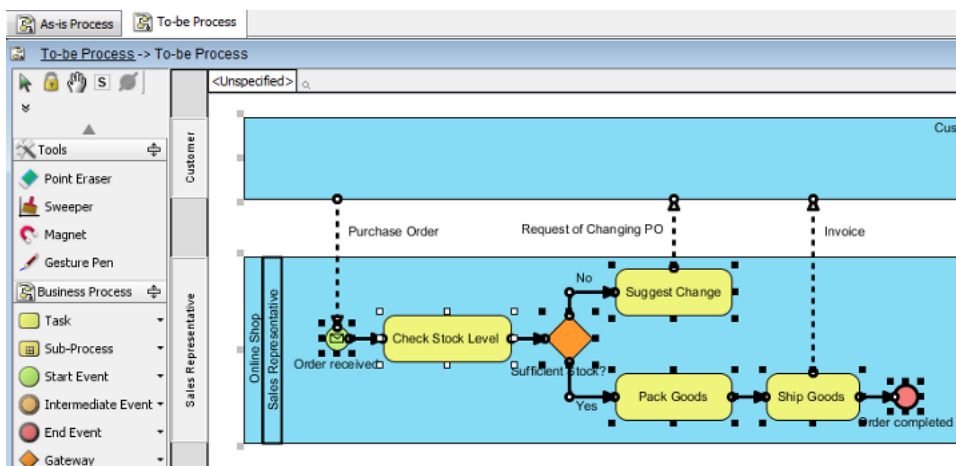 As-is Process
To-be Process
To-be Process -> To-be Process
S
<Unspecified>
Tools
Point Eraser
Sweeper
Magnet
Gesture Pen
Business Process
Task
Sub-Process
Start Event
Intermediate Event
End Event
Gateway
Customer
Sales Representative
Cus
Purchase Order
Request of Changing PO
Invoice
Online Shop
Sales Representative
Order received
Check Stock Level
Sufficient Stock?
No
Suggest Change
Yes
Pack Goods
Ship Goods
Order completed